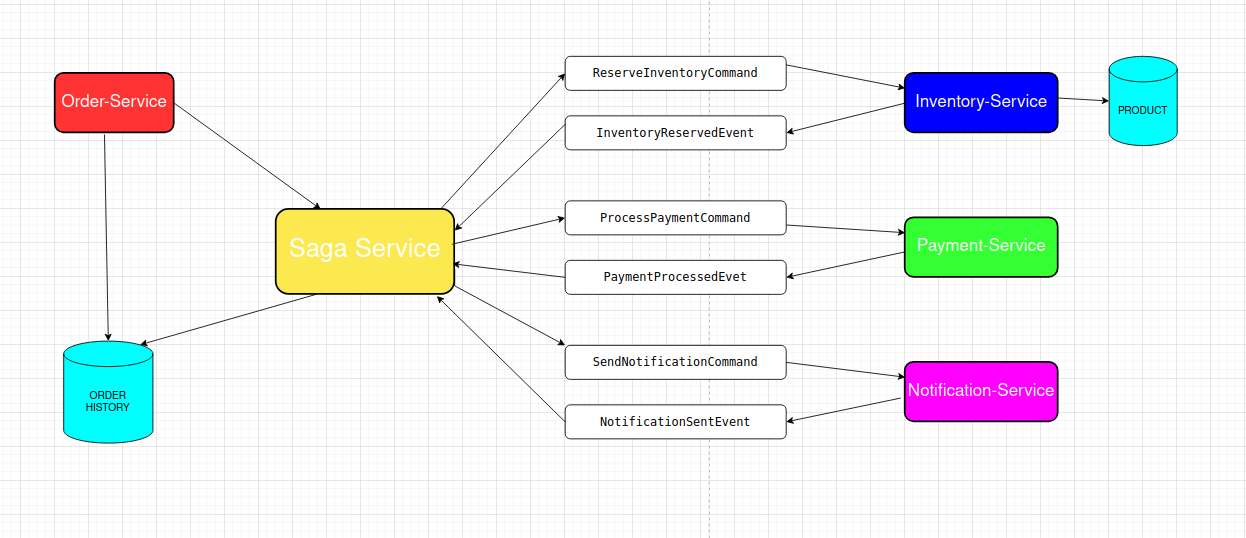 Order-Service
ReserveInventoryCommand
Inventory-Service
PRODUCT
InventoryReservedEvent
Saga Service
ProcessPaymentCommand
Payment-Service
PaymentProcessedEvet
SendNotificationCommand
Notification-Service
ORDER
HISTORY
NotificationSentEvent